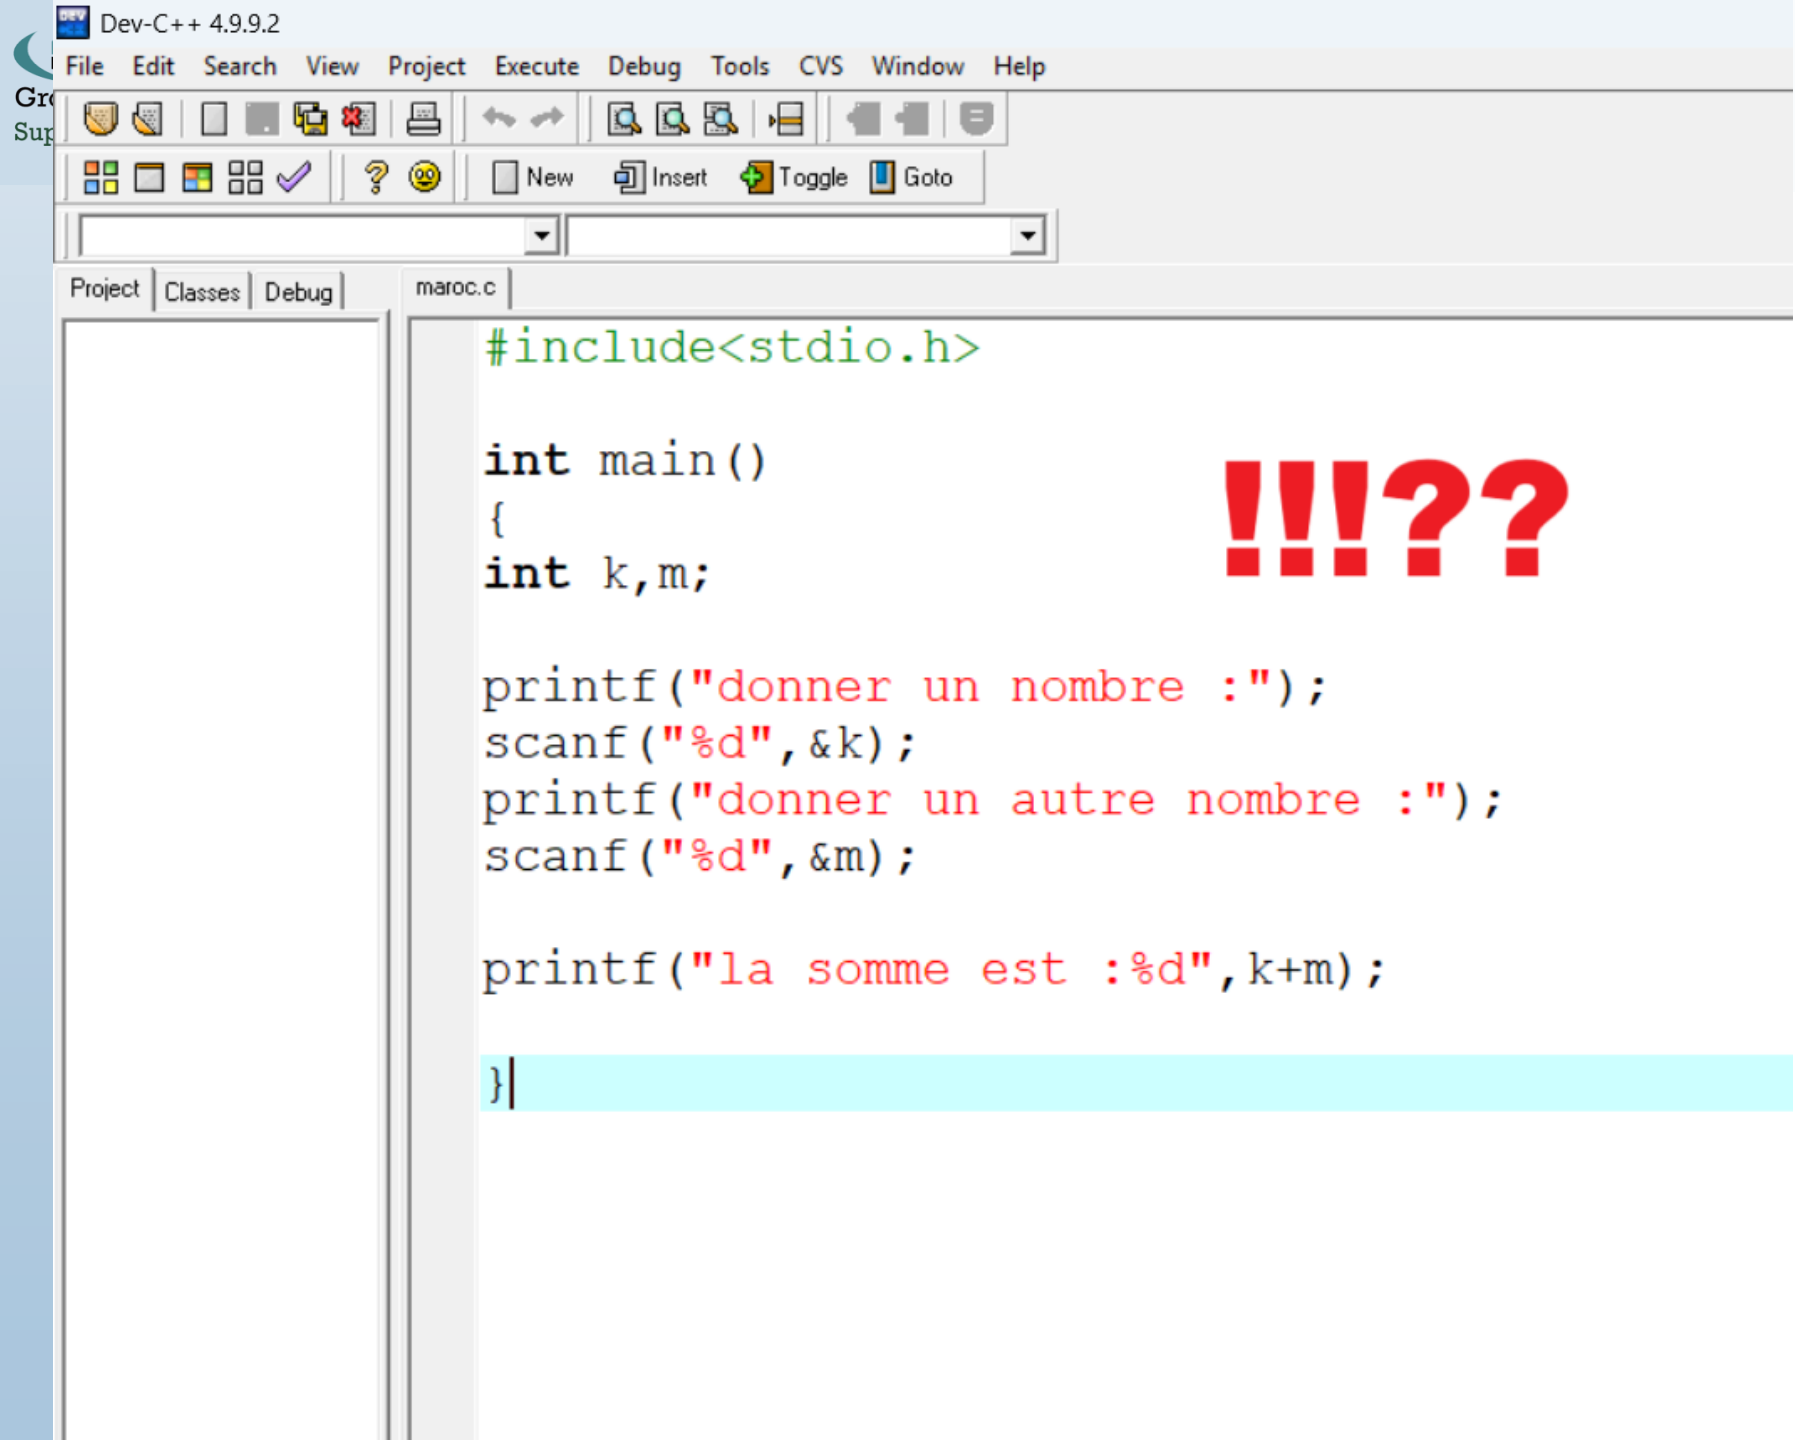 Dev-C++ 4.9.9.2
File Edit Search View Project Execute Debug Tools CVS Window Help
New Insert Toggle Goto
Project Classes Debug maroc.c
#include<stdio.h>
int main()
{
int k,m;
!!!??
printf("donner un nombre :");
scanf("%d",&k);
printf("donner un autre nombre :");
scanf("%d",&m);
printf("la somme est :%d",k+m);
}